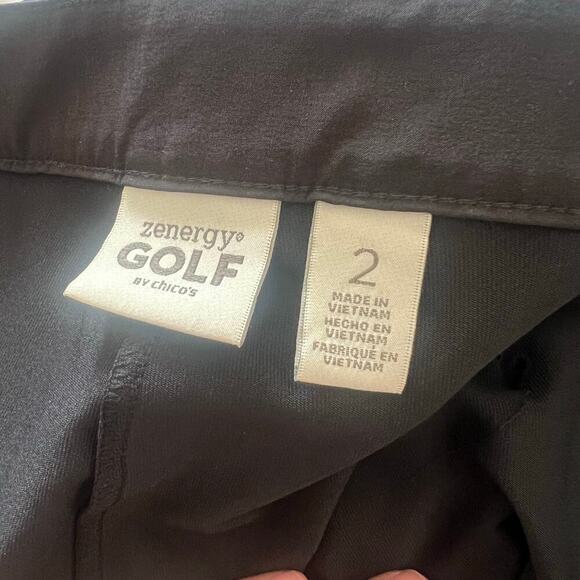 zenergy
GOLF
BY CHICO'S
2
MADE IN
VIETNAM
HECHO EN
VIETNAM
FABRIQUÉ EN
VIETNAM